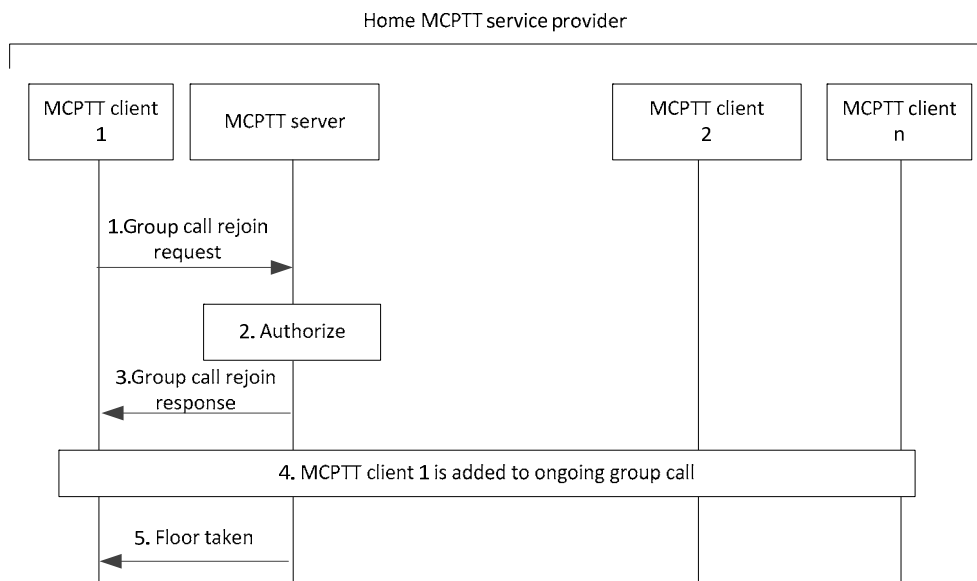 Home MCPTT service provider
MCPTT client
1
MCPTT server
MCPTT client
2
MCPTT client
n
1.Group call rejoin
request
2. Authorize
3.Group call rejoin
response
4. MCPTT client 1 is added to ongoing group call
5. Floor taken